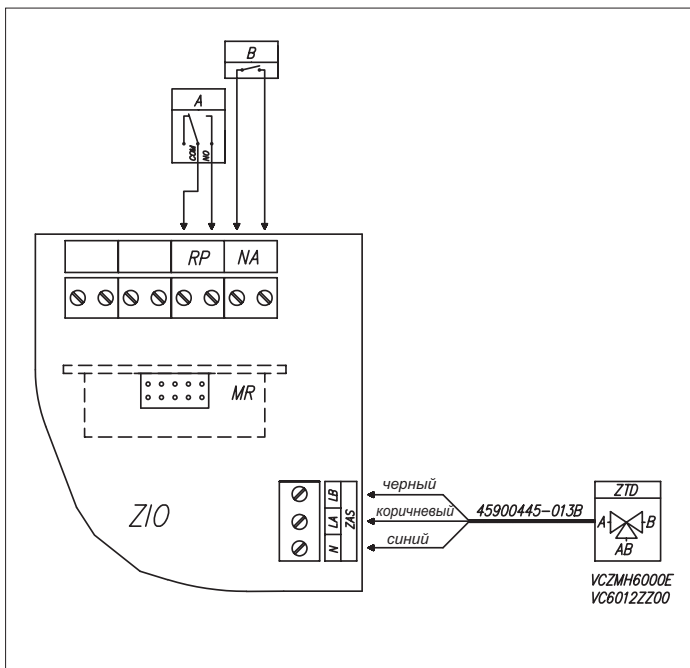 B
A
COM
NO
RP
NA
MR
ZIO
LB
LA
N
ZAS
черный
коричневый
синий
45900445-013B
ZTD
A
B
AB
VCZMH6000E
VC6012ZZ00